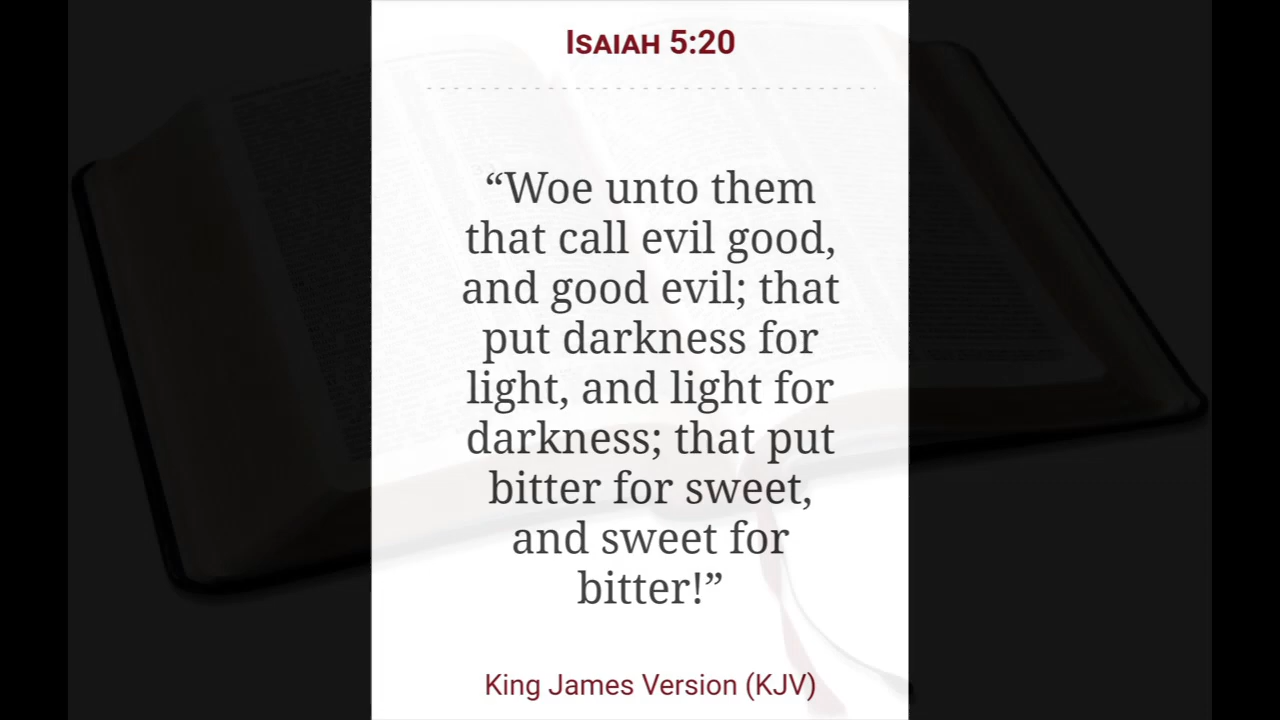 Isaiah 5:20
“Woe unto them
that call evil good,
and good evil; that
put darkness for
light, and light for
darkness; that put
bitter for sweet,
and sweet for
bitter!”
King James Version (KJV)